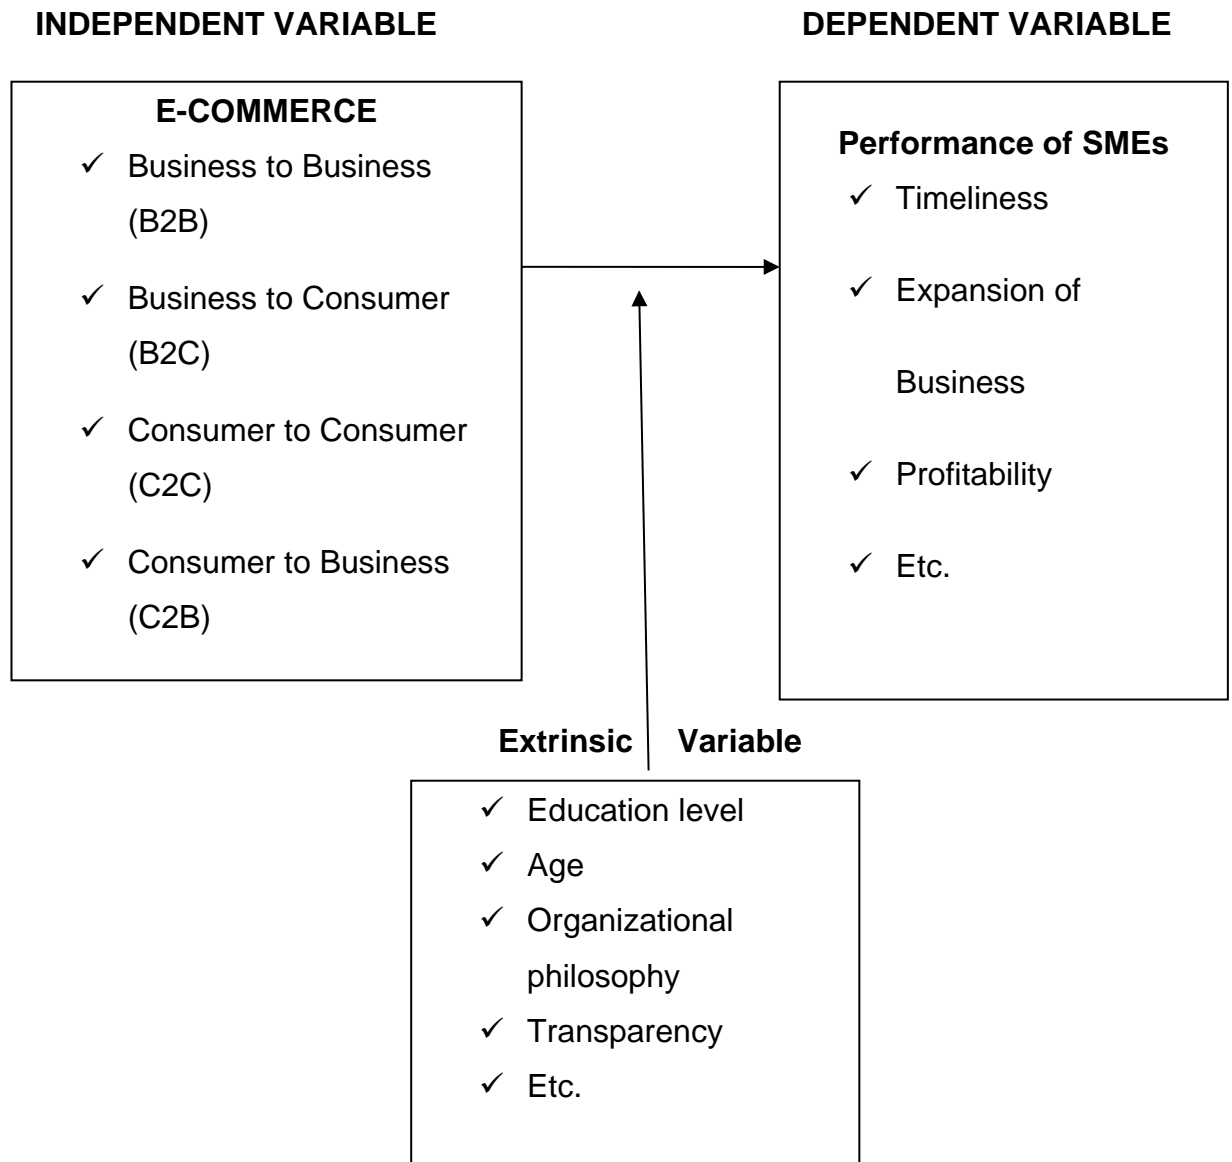 INDEPENDENT VARIABLE
DEPENDENT VARIABLE
E-COMMERCE
✓ Business to Business
(B2B)
✓ Business to Consumer
(B2C)
✓ Consumer to Consumer
(C2C)
✓ Consumer to Business
(C2B)
Performance of SMEs
✓ Timeliness
✓ Expansion of
Business
✓ Profitability
✓ Etc.
Extrinsic Variable
✓ Education level
✓ Age
✓ Organizational
philosophy
✓ Transparency
✓ Etc.